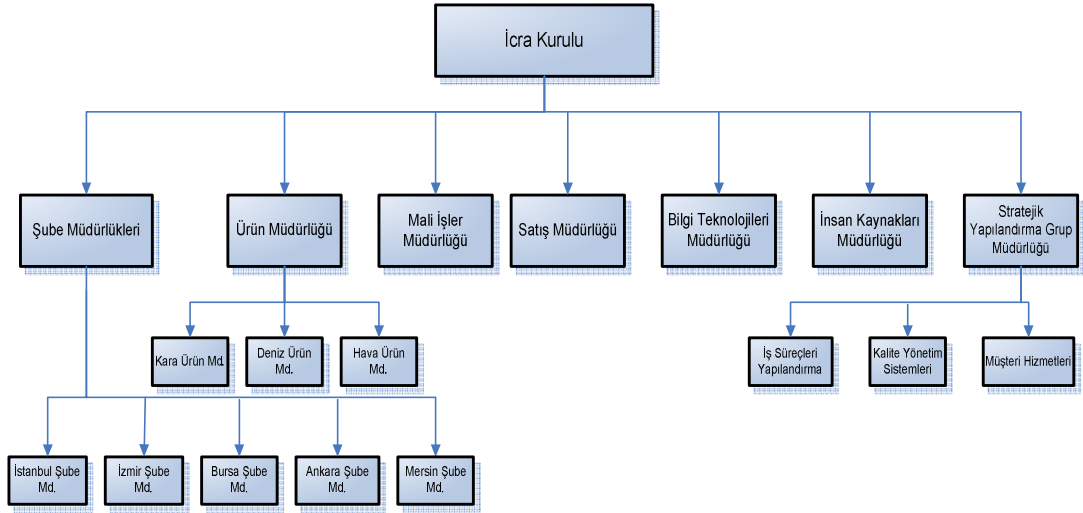 İcra Kurulu
Şube Müdürlükleri
Ürün Müdürlüğü
Mali İşler
Müdürlüğü
Satış Müdürlüğü
Bilgi Teknolojileri
Müdürlüğü
İnsan Kaynakları
Müdürlüğü
Stratejik
Yapılandırma Grup
Müdürlüğü
Kara Ürün Md.
Deniz Ürün
Md.
Hava Ürün
Md.
İş Süreçleri
Yapılandırma
Kalite Yönetim
Sistemleri
Müşteri Hizmetleri
İstanbul Şube
Md.
İzmir Şube
Md.
Bursa Şube
Md.
Ankara Şube
Md.
Mersin Şube
Md.